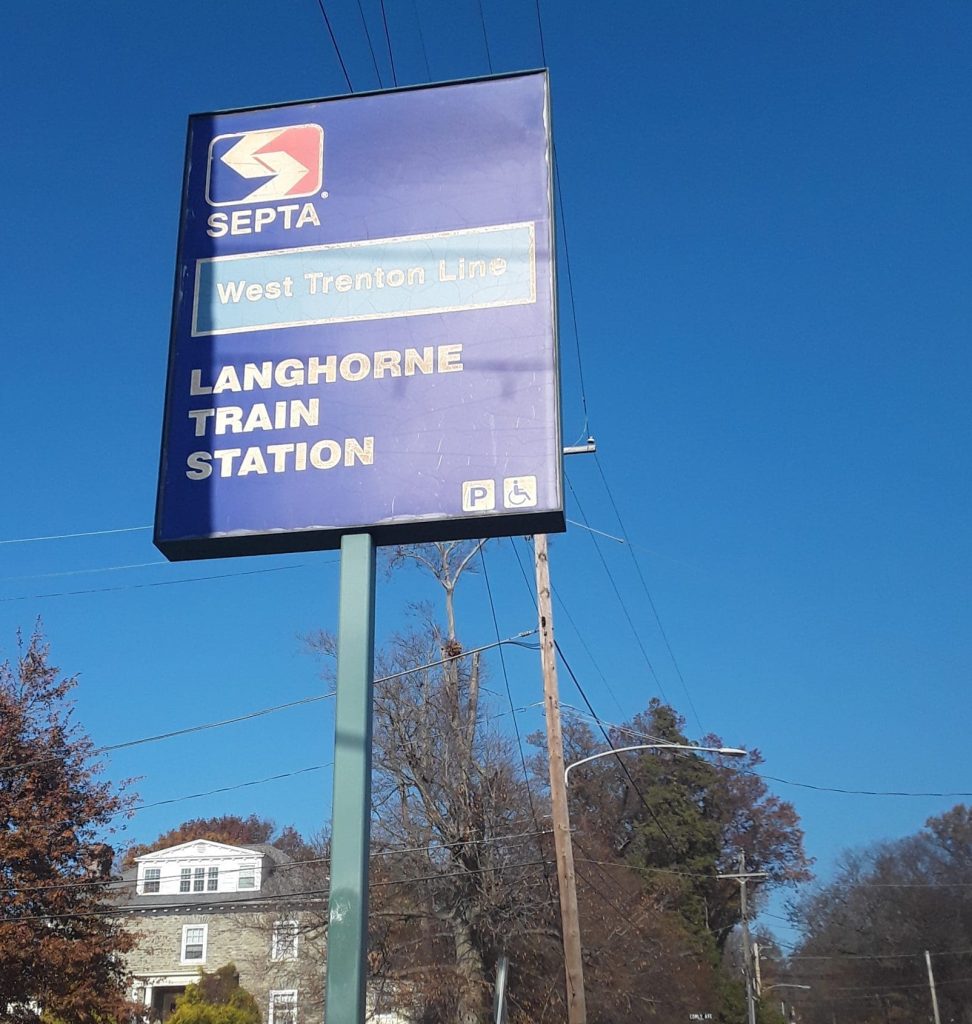 SEPTA®
West Trenton Line
LANGHORNE
TRAIN
STATION
P